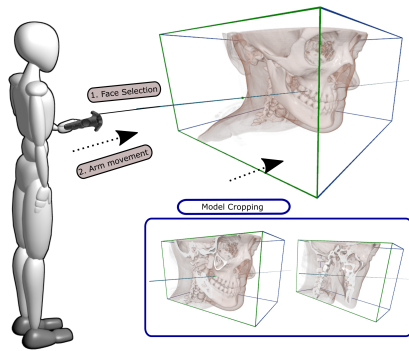 1. Face Selection
2. Arm movement
Model Cropping